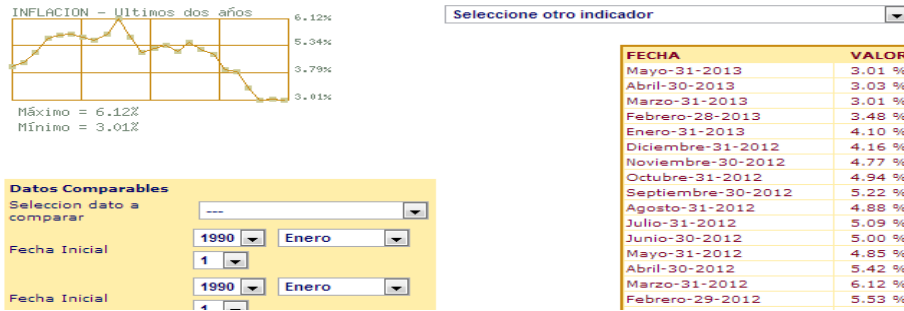 INFLACION - Ultimos dos años
6.12%
5.34%
3.79%
3.01%
Máximo = 6.12%
Mínimo = 3.01%
Datos Comparables
Seleccion dato a
comparar
---
Fecha Inicial
1990 Enero
1
Fecha Inicial
1990 Enero
1
Seleccione otro indicador
FECHA VALOR
Mayo-31-2013 3.01 %
Abril-30-2013 3.03 %
Marzo-31-2013 3.01 %
Febrero-28-2013 3.48 %
Enero-31-2013 4.10 %
Diciembre-31-2012 4.16 %
Noviembre-30-2012 4.77 %
Octubre-31-2012 4.94 %
Septiembre-30-2012 5.22 %
Agosto-31-2012 4.88 %
Julio-31-2012 5.09 %
Junio-30-2012 5.00 %
Mayo-31-2012 4.85 %
Abril-30-2012 5.42 %
Marzo-31-2012 6.12 %
Febrero-29-2012 5.53 %